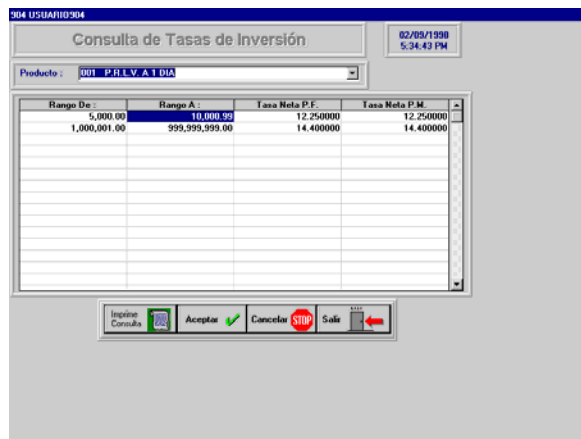 904 USUARIO904
Consulta de Tasas de Inversión
02/09/1990
5:34:43 PM
Producto : 001 P.R.L.V. A 1 DIA
Rango De : Rango A : Tasa Neta P.F. Tasa Neta P.M.
5,000.00 10,000.99 12.250000 12.250000
1,000,001.00 999,999,999.00 14.400000 14.400000
Imprime
Consulta
Aceptar Cancelar STOP Salir